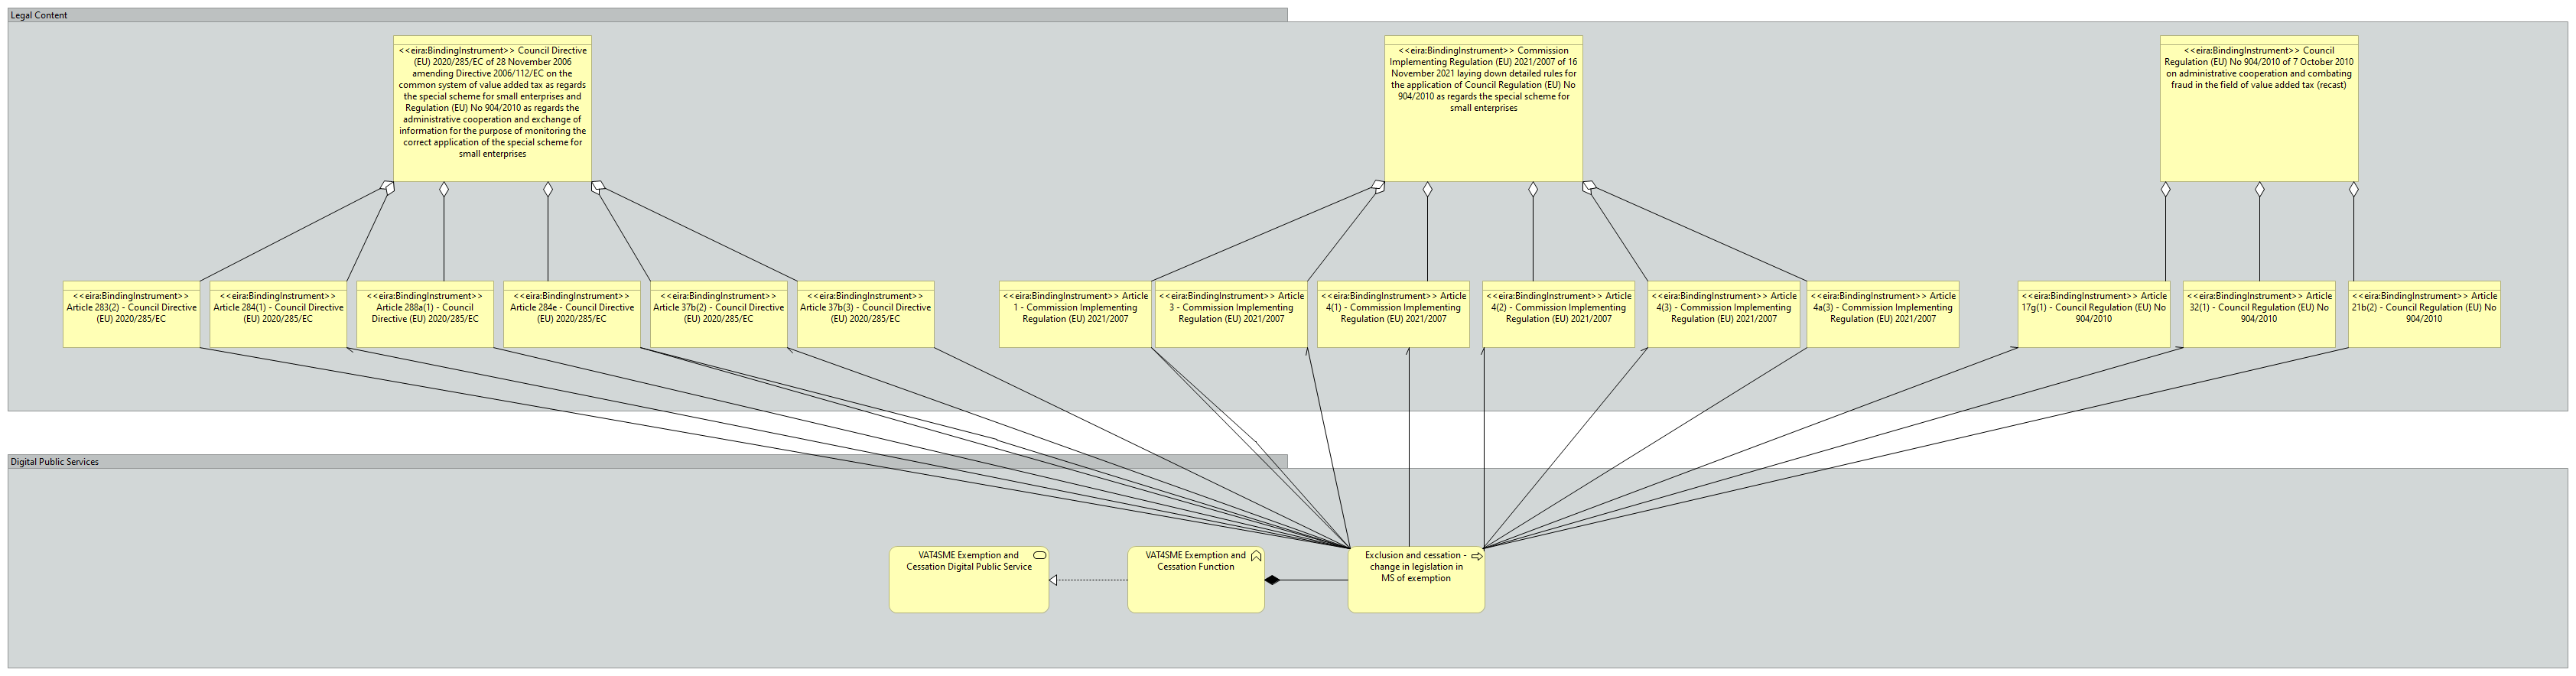 Legal Content
<<eira:BindingInstrument>> Council Directive
(EU) 2020/285/EC of 28 November 2006
amending Directive 2006/112/EC on the
common system of value added tax as regards
the special scheme for small enterprises and
Regulation (EU) No 904/2010 as regards the
administrative cooperation and exchange of
information for the purpose of monitoring the
correct application of the special scheme for
small enterprises
<<eira:BindingInstrument>> Commission
Implementing Regulation (EU) 2021/2007 of 16
November 2021 laying down detailed rules for
the application of Council Regulation (EU) No
904/2010 as regards the special scheme for
small enterprises
<<eira:BindingInstrument>> Council
Regulation (EU) No 904/2010 of 7 October 2010
on administrative cooperation and combating
fraud in the field of value added tax (recast)
<<eira:BindingInstrument>>
Article 283(2) - Council Directive
(EU) 2020/285/EC
<<eira:BindingInstrument>>
Article 284(1) - Council Directive
(EU) 2020/285/EC
<<eira:BindingInstrument>>
Article 288a(1) - Council
Directive (EU) 2020/285/EC
<<eira:BindingInstrument>>
Article 284e - Council Directive
(EU) 2020/285/EC
<<eira:BindingInstrument>>
Article 37b(2) - Council Directive
(EU) 2020/285/EC
<<eira:BindingInstrument>>
Article 37b(3) - Council Directive
(EU) 2020/285/EC
<<eira:BindingInstrument>> Article
1 - Commission Implementing
Regulation (EU) 2021/2007
<<eira:BindingInstrument>> Article
3 - Commission Implementing
Regulation (EU) 2021/2007
<<eira:BindingInstrument>> Article
4(1) - Commission Implementing
Regulation (EU) 2021/2007
<<eira:BindingInstrument>> Article
4(2) - Commission Implementing
Regulation (EU) 2021/2007
<<eira:BindingInstrument>> Article
4(3) - Commission Implementing
Regulation (EU) 2021/2007
<<eira:BindingInstrument>> Article
4a(3) - Commission Implementing
Regulation (EU) 2021/2007
<<eira:BindingInstrument>> Article
17g(1) - Council Regulation (EU) No
904/2010
<<eira:BindingInstrument>> Article
32(1) - Council Regulation (EU) No
904/2010
<<eira:BindingInstrument>> Article
21b(2) - Council Regulation (EU) No
904/2010
Digital Public Services
VAT4SME Exemption and
Cessation Digital Public Service
VAT4SME Exemption and
Cessation Function
Exclusion and cessation -
change in legislation in
MS of exemption